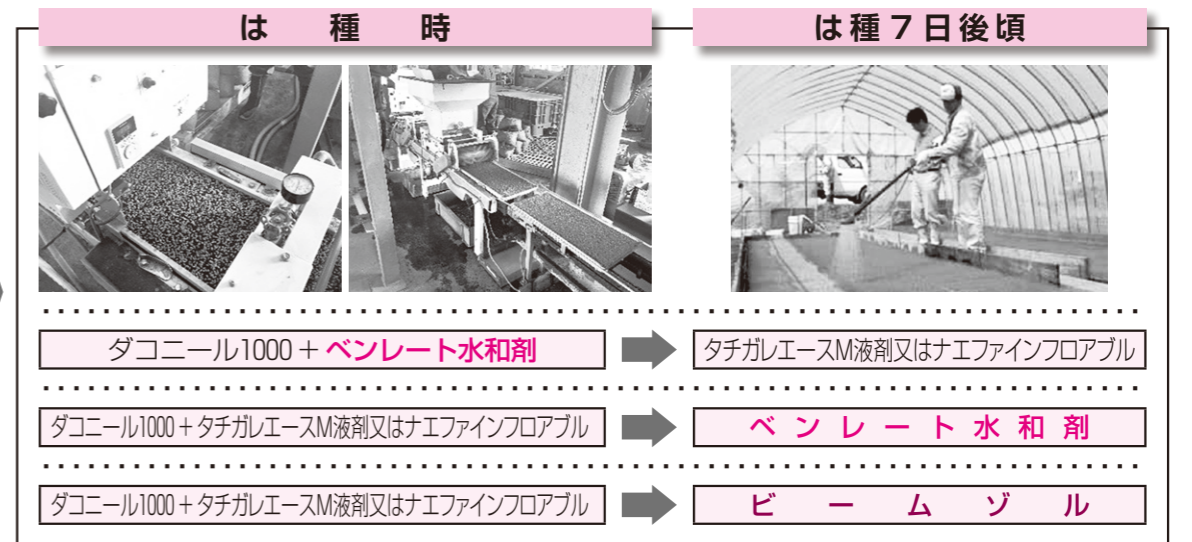 は種時
は種7日後頃
ダコニール1000+ベンレート水和剤
タチガレエースM液剤又はナエファインフロアブル
ダコニール1000+タチガレエースM液剤又はナエファインフロアブル
ベンレート水和剤
ダコニール1000+タチガレエースM液剤又はナエファインフロアブル
ビームゾル